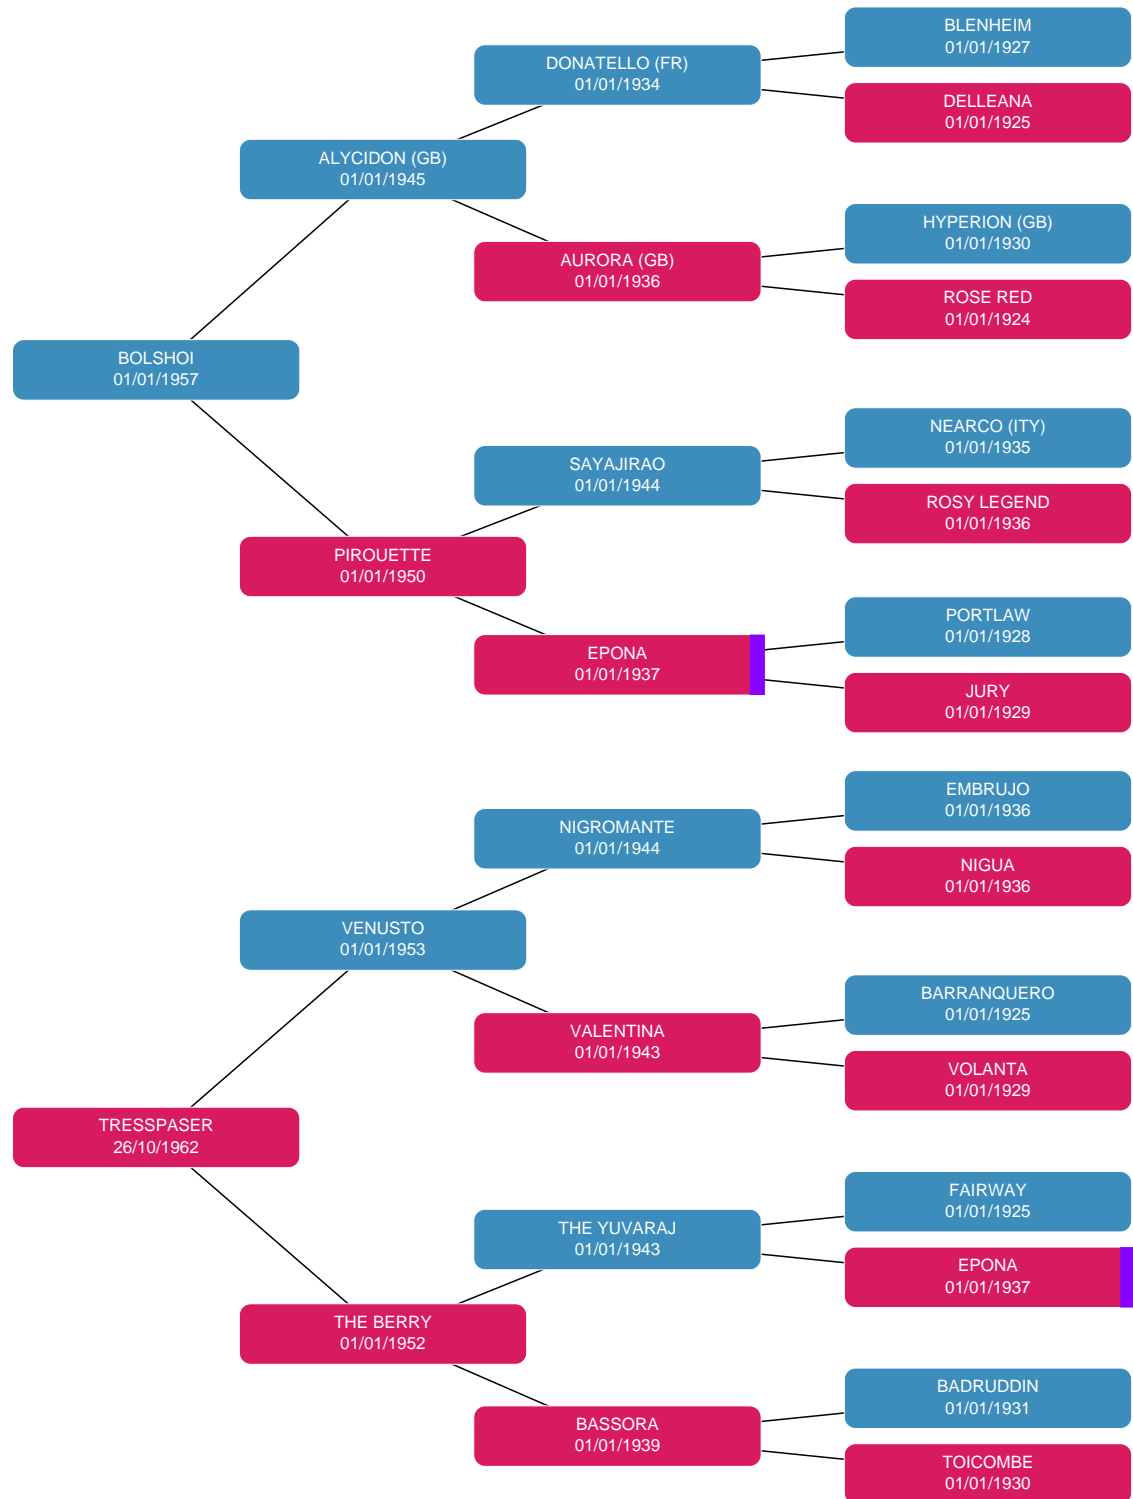 BLENHEIM
01/01/1927
DONATELLO (FR)
01/01/1934
DELLEANA
01/01/1925
ALYCIDON (GB)
01/01/1945
HYPERION (GB)
01/01/1930
AURORA (GB)
01/01/1936
ROSE RED
01/01/1924
BOLSHOI
01/01/1957
NEARCO (ITY)
01/01/1935
SAYAJIRAO
01/01/1944
ROSY LEGEND
01/01/1936
PIROUETTE
01/01/1950
PORTLAW
01/01/1928
EPONA
01/01/1937
JURY
01/01/1929
EMBRUJO
01/01/1936
NIGROMANTE
01/01/1944
NIGUA
01/01/1936
VENUSTO
01/01/1953
BARRANQUERO
01/01/1925
VALENTINA
01/01/1943
VOLANTA
01/01/1929
TRESSPASER
26/10/1962
FAIRWAY
01/01/1925
THE YUVARAJ
01/01/1943
EPONA
01/01/1937
THE BERRY
01/01/1952
BADRUDDIN
01/01/1931
BASSORA
01/01/1939
TOICOMBE
01/01/1930